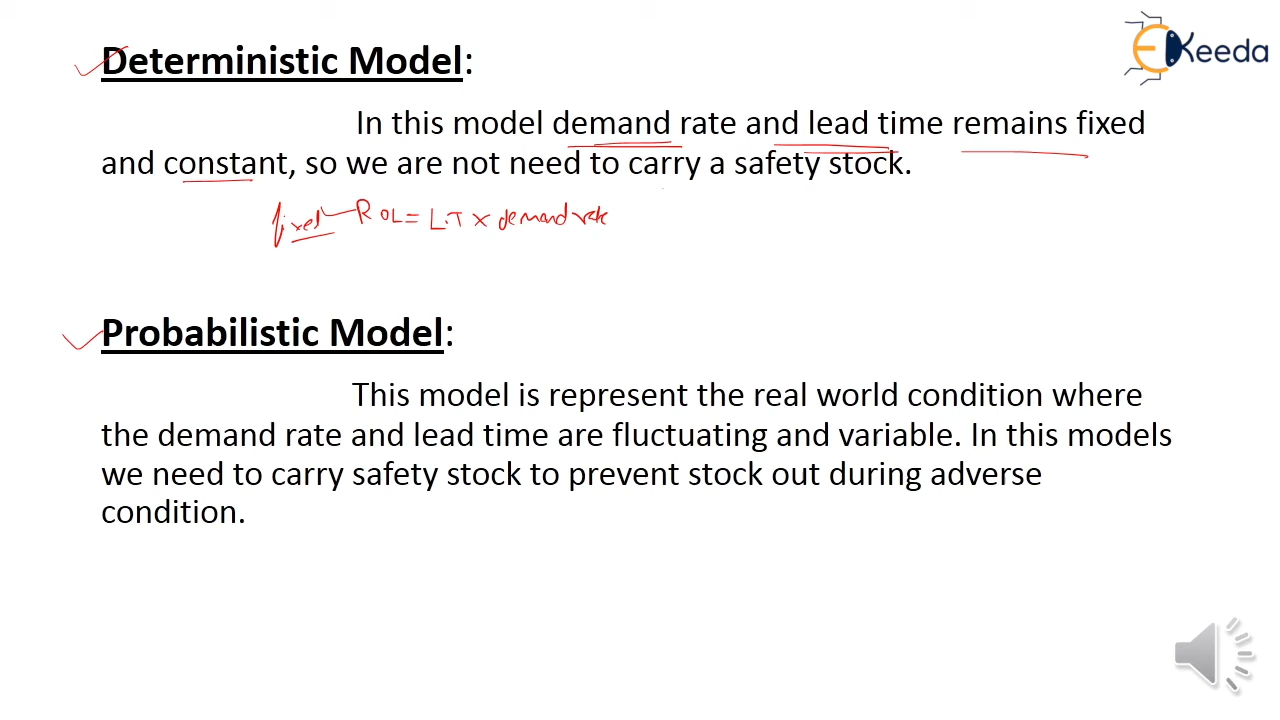 EKeeda
Deterministic Model:
In this model demand rate and lead time remains fixed
and constant, so we are not need to carry a safety stock.
fixed ROL = L.T × demand rate
Probabilistic Model:
This model is represent the real world condition where
the demand rate and lead time are fluctuating and variable. In this models
we need to carry safety stock to prevent stock out during adverse
condition.